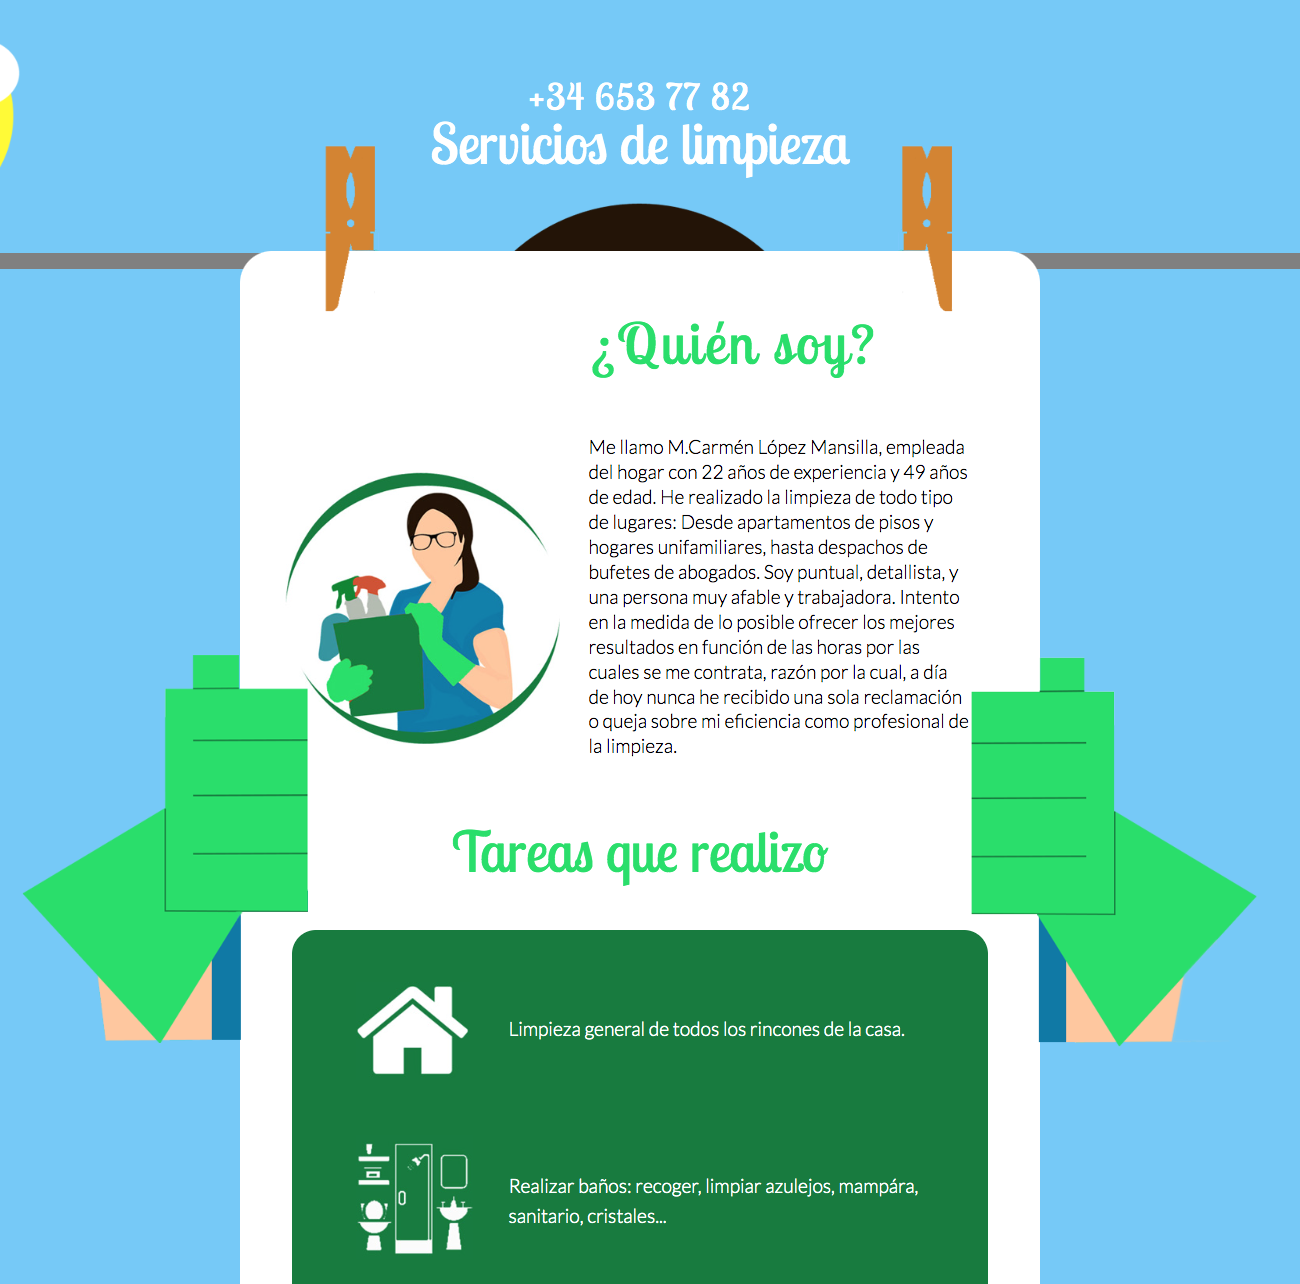 +34 653 77 82
Servicios de limpieza
¿Quién soy?
Me llamo M.Carmén López Mansilla, empleada
del hogar con 22 años de experiencia y 49 años
de edad. He realizado la limpieza de todo tipo
de lugares: Desde apartamentos de pisos y
hogares unifamiliares, hasta despachos de
bufetes de abogados. Soy puntual, detallista, y
una persona muy afable y trabajadora. Intento
en la medida de lo posible ofrecer los mejores
resultados en función de las horas por las
cuales se me contrata, razón por la cual, a día
de hoy nunca he recibido una sola reclamación
o queja sobre mi eficiencia como profesional de
la limpieza.
Tareas que realizo
Limpieza general de todos los rincones de la casa.
Realizar baños: recoger, limpiar azulejos, mampára,
sanitario, cristales...